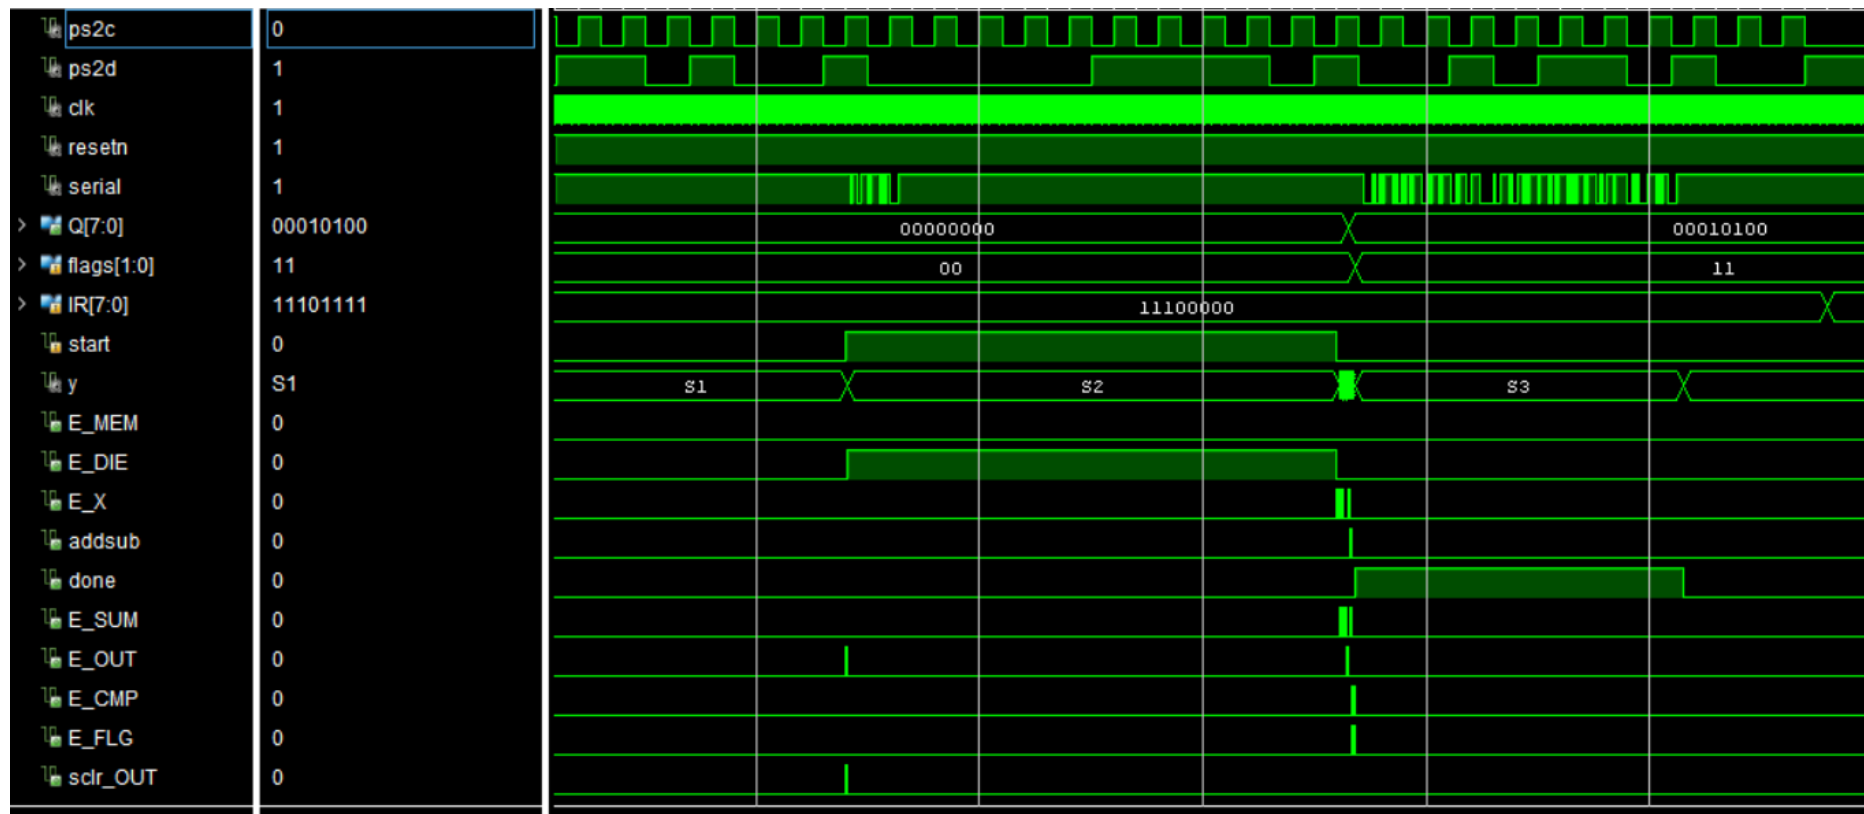 ps2c 0
ps2d 1
clk 1
resetn 1
serial 1
> Q[7:0] 00010100 00000000 00010100
> flags[1:0] 11 00 11
> IR[7:0] 11101111 11100000
start 0
y S1 S1 S2 S3
E_MEM 0
E_DIE 0
E_X 0
addsub 0
done 0
E_SUM 0
E_OUT 0
E_CMP 0
E_FLG 0
sclr_OUT 0